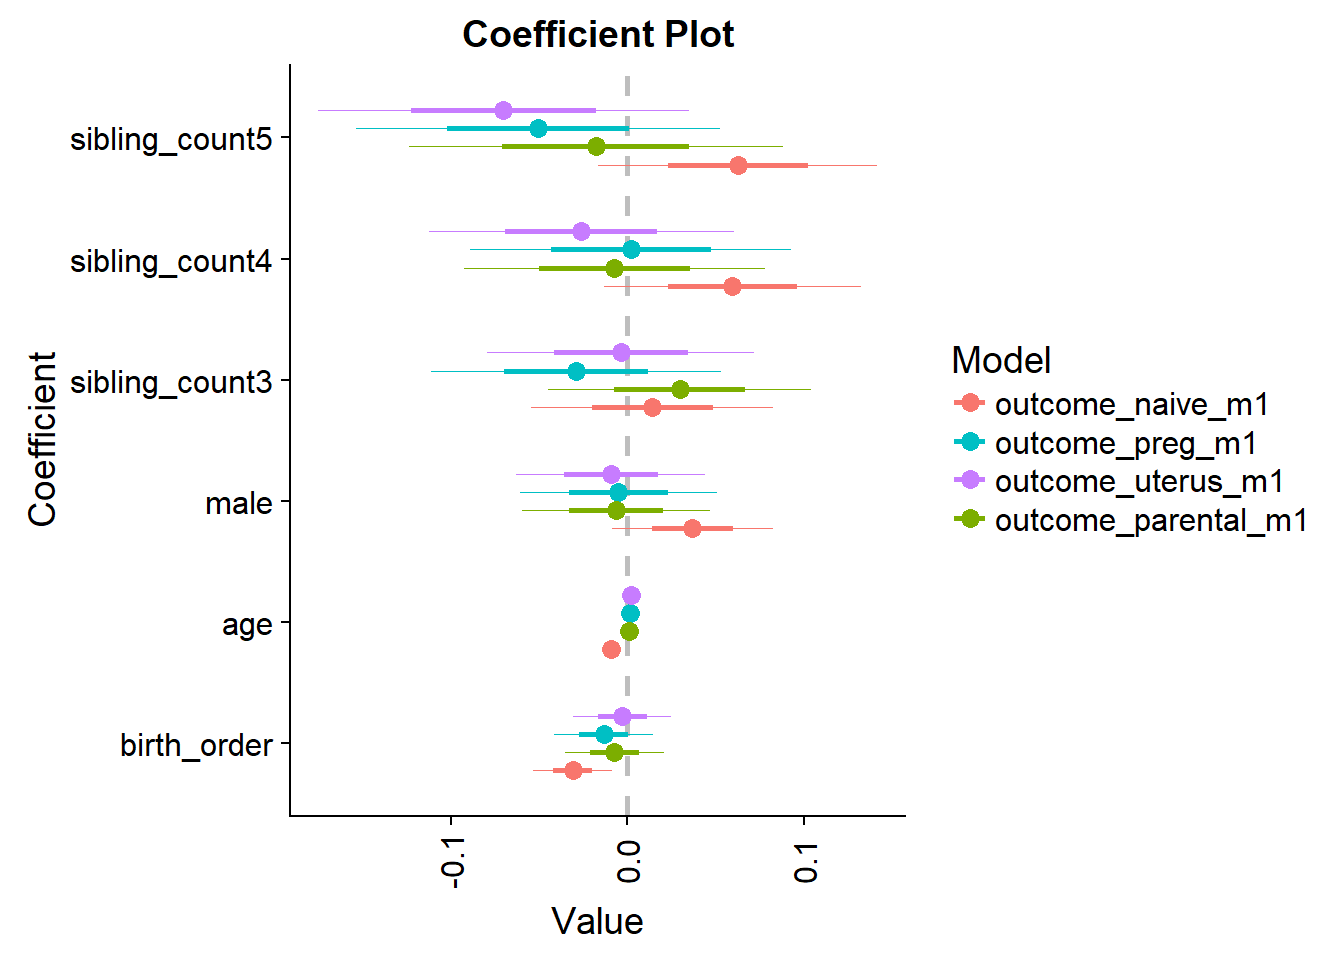 Coefficient Plot
Coefficient
sibling_count5
sibling_count4
sibling_count3
male
age
birth_order
-0.1
0.0
0.1
Value
Model
outcome_naive_m1
outcome_preg_m1
outcome_uterus_m1
outcome_parental_m1